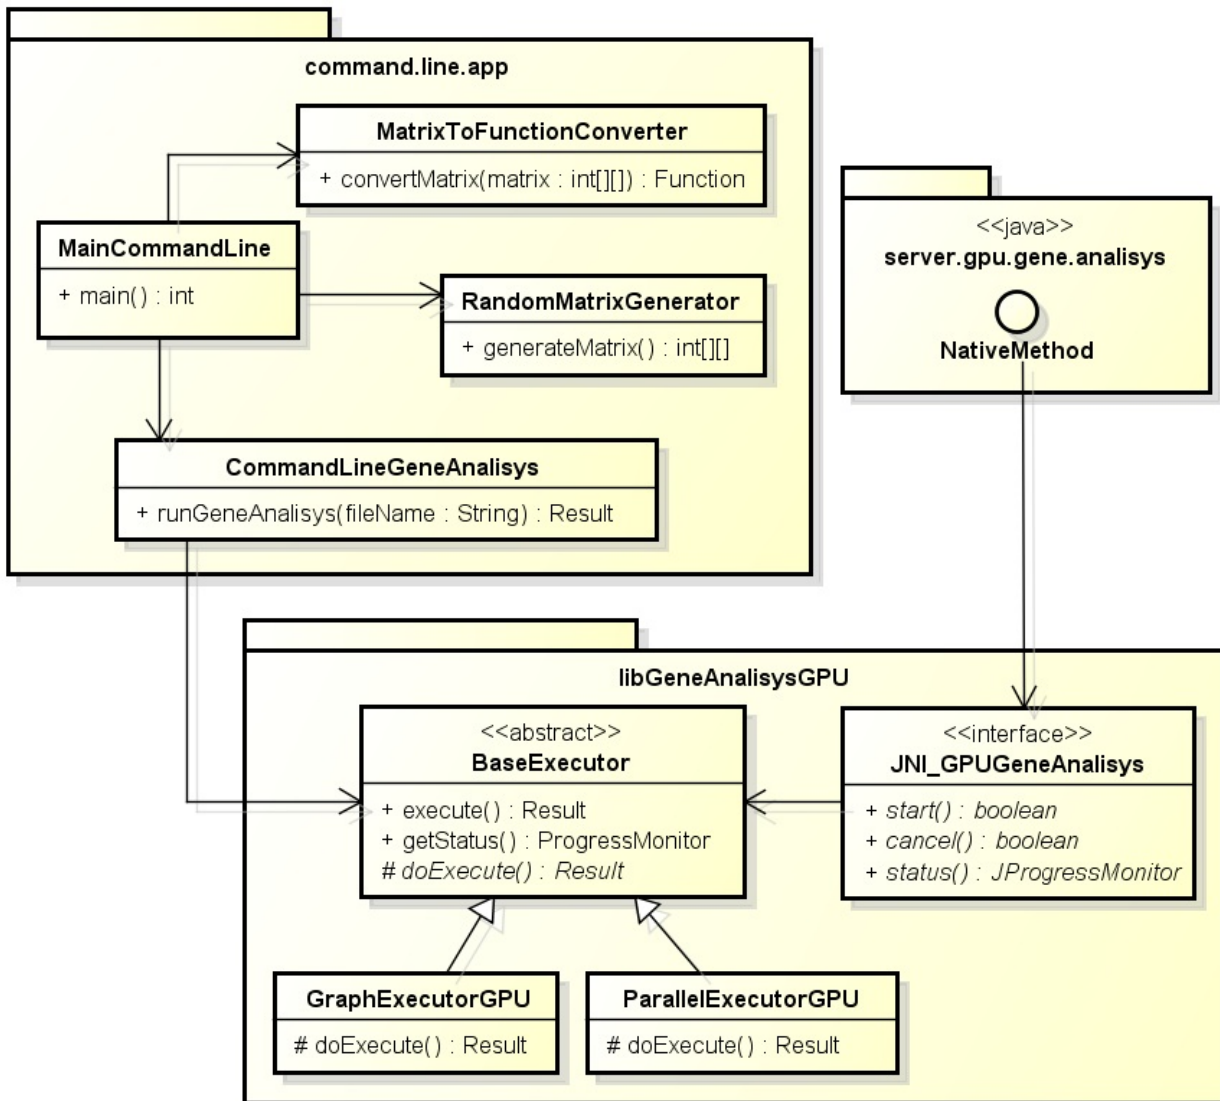 command.line.app
MatrixToFunctionConverter
+ convertMatrix(matrix : int[][]) : Function
MainCommandLine
+ main() : int
RandomMatrixGenerator
+ generateMatrix() : int[][]
CommandLineGeneAnalisys
+ runGeneAnalisys(fileName : String) : Result
<<java>>
server.gpu.gene.analisys
NativeMethod
libGeneAnalisysGPU
<<abstract>>
BaseExecutor
+ execute() : Result
+ getStatus() : ProgressMonitor
# doExecute() : Result
<<interface>>
JNI_GPUGeneAnalisys
+ start() : boolean
+ cancel() : boolean
+ status() : JProgressMonitor
GraphExecutorGPU
# doExecute() : Result
ParallelExecutorGPU
# doExecute() : Result